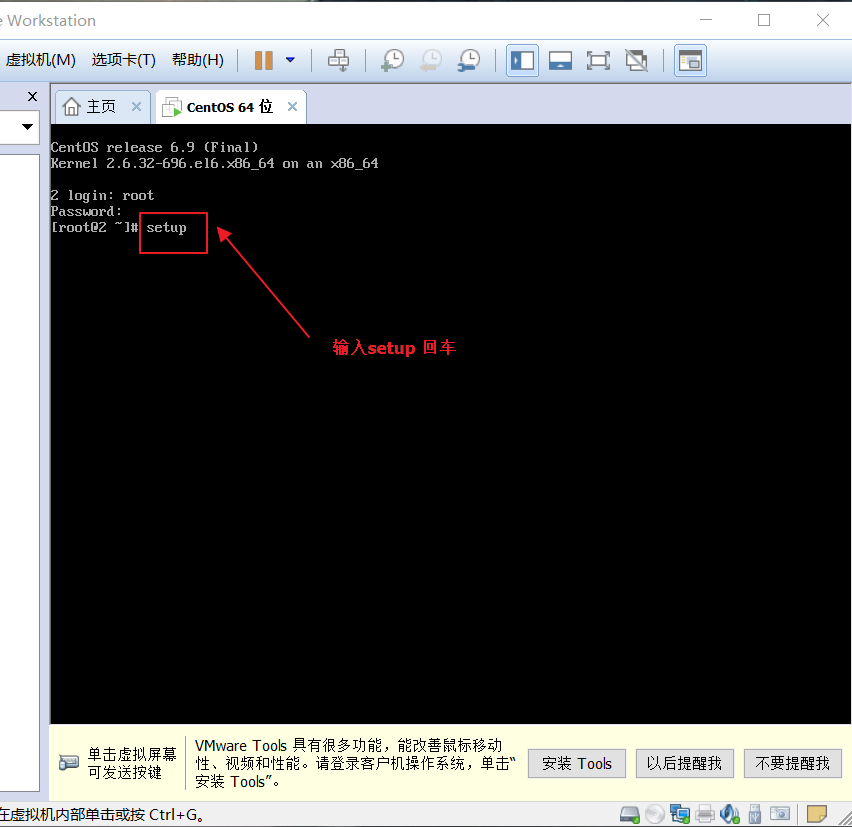 e Workstation
虚拟机(M) 选项卡(T) 帮助(H)
主页
CentOS 64 位
CentOS release 6.9 (Final)
Kernel 2.6.32-696.el6.x86_64 on an x86_64
2 login: root
Password:
[root@2 ~]# setup
输入setup 回车
单击虚拟屏幕
可发送按键
VMware Tools 具有很多功能，能改善鼠标移动
性、视频和性能。请登录客户机操作系统，单击“
安装 Tools”。
安装 Tools
以后提醒我
不要提醒我
在虚拟机内部单击或按 Ctrl+G。